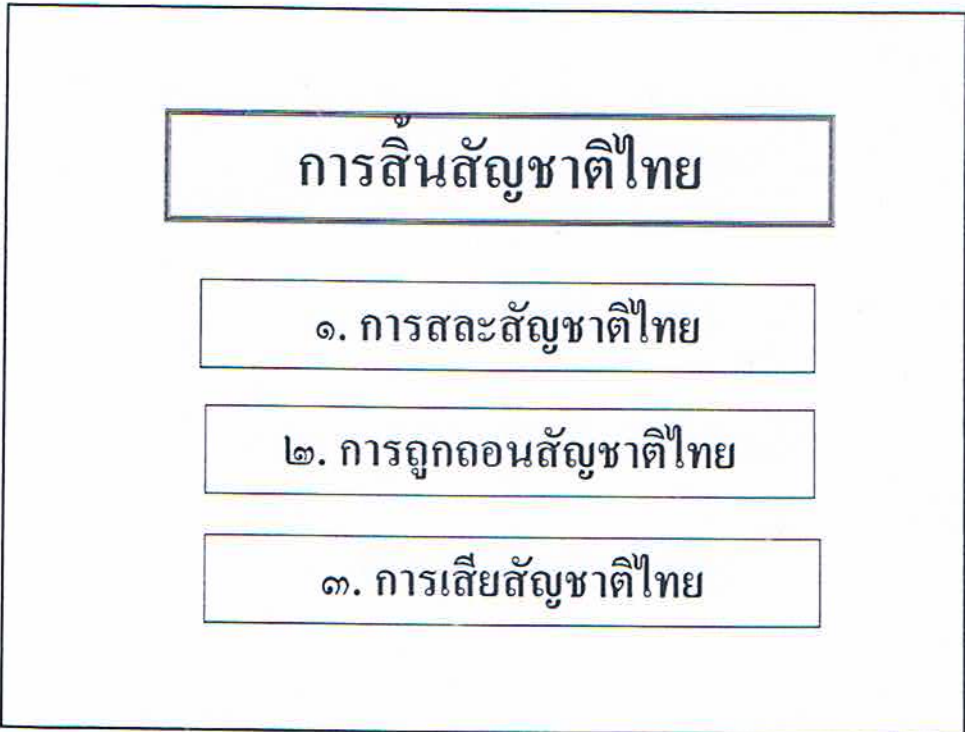 การสิ้นสัญชาติไทย
๑. การสละสัญชาติไทย
๒. การถูกถอนสัญชาติไทย
๓. การเสียสัญชาติไทย